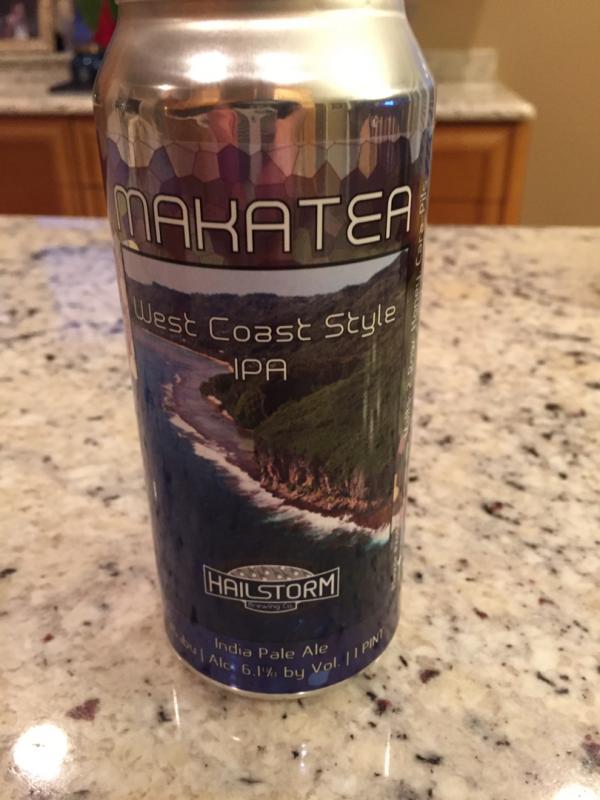 MAKATEA
West Coast Style
IPA
HAILSTORM
Brewing Co.
India Pale Ale
| Alc. 6.1% by Vol. | 1 PINT